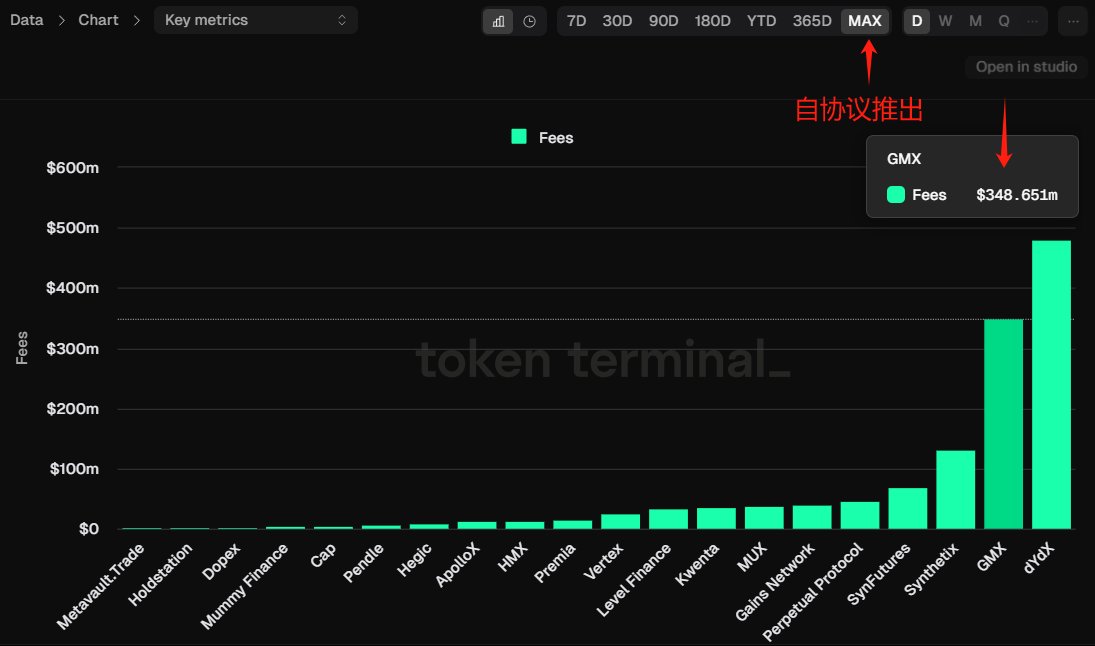 Data > Chart > Key metrics
7D 30D 90D 180D YTD 365D MAX D W M Q ... ...
Open in studio
自协议推出
Fees
GMX
Fees $348.651m
$600m
$500m
$400m
$300m
$200m
$100m
$0
Fees
token terminal_
Metavault.Trade
Holdstation
Dopex
Mummy Finance
Cap
Pendle
Hegic
ApolloX
HMX
Premia
Vertex
Level Finance
Kwenta
MUX
Gains Network
Perpetual Protocol
SynFutures
Synthetix
GMX
dYdX